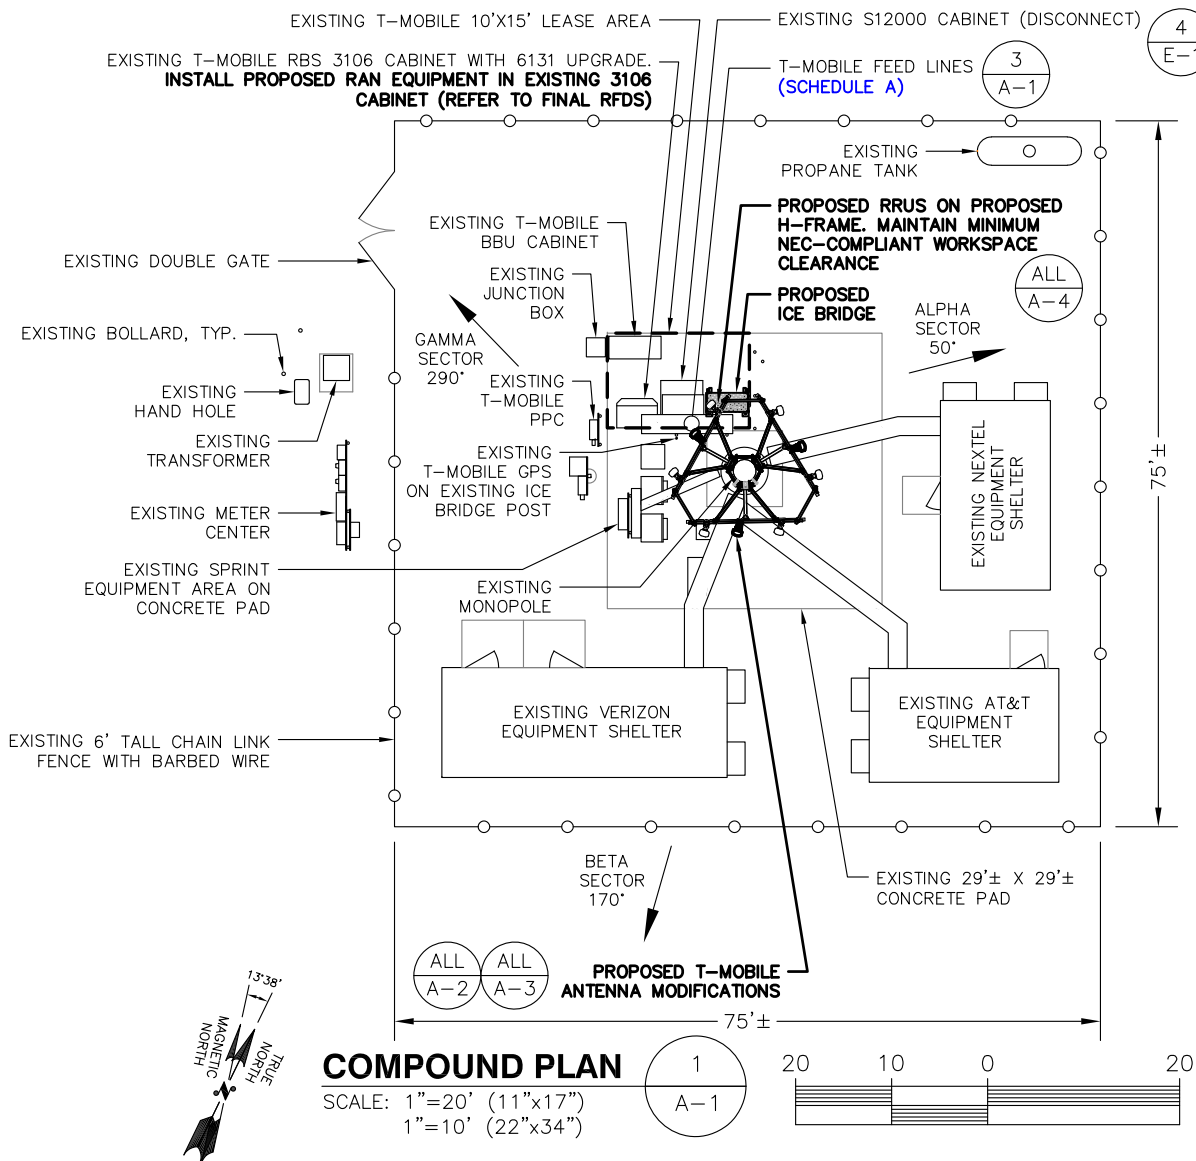 EXISTING T-MOBILE 10'X15' LEASE AREA
EXISTING S12000 CABINET (DISCONNECT)
4
E-1
EXISTING T-MOBILE RBS 3106 CABINET WITH 6131 UPGRADE.
INSTALL PROPOSED RAN EQUIPMENT IN EXISTING 3106
CABINET (REFER TO FINAL RFDS)
T-MOBILE FEED LINES
(SCHEDULE A)
3
A-1
EXISTING
PROPANE TANK
PROPOSED RRUS ON PROPOSED
H-FRAME. MAINTAIN MINIMUM
NEC-COMPLIANT WORKSPACE
CLEARANCE
EXISTING T-MOBILE
BBU CABINET
EXISTING DOUBLE GATE
EXISTING
JUNCTION
BOX
PROPOSED
ICE BRIDGE
ALL
A-4
ALPHA
SECTOR
50°
GAMMA
SECTOR
290°
EXISTING BOLLARD, TYP.
EXISTING
HAND HOLE
EXISTING
T-MOBILE
PPC
EXISTING
TRANSFORMER
EXISTING
T-MOBILE GPS
ON EXISTING ICE
BRIDGE POST
EXISTING NEXTEL
EQUIPMENT
SHELTER
75'±
EXISTING METER
CENTER
EXISTING SPRINT
EQUIPMENT AREA ON
CONCRETE PAD
EXISTING
MONOPOLE
EXISTING VERIZON
EQUIPMENT SHELTER
EXISTING AT&T
EQUIPMENT
SHELTER
EXISTING 6' TALL CHAIN LINK
FENCE WITH BARBED WIRE
BETA
SECTOR
170°
EXISTING 29'± X 29'±
CONCRETE PAD
ALL
A-2
ALL
A-3
PROPOSED T-MOBILE
ANTENNA MODIFICATIONS
75'±
13°38'
MAGNETIC
NORTH
TRUE
NORTH
COMPOUND PLAN
SCALE: 1"=20' (11"x17")
1"=10' (22"x34")
1
A-1
20 10 0 20